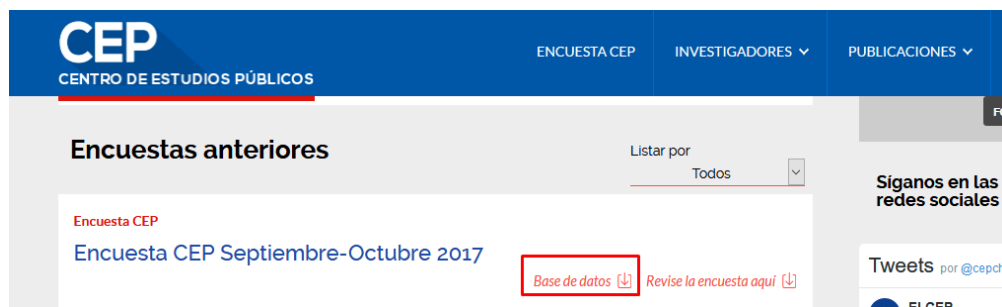 CEP
CENTRO DE ESTUDIOS PÚBLICOS
ENCUESTA CEP
INVESTIGADORES
PUBLICACIONES
Encuestas anteriores
Listar por
Todos
Síganos en las
redes sociales
Encuesta CEP
Encuesta CEP Septiembre-Octubre 2017
Base de datos
Revise la encuesta aquí
Tweets por @cepch